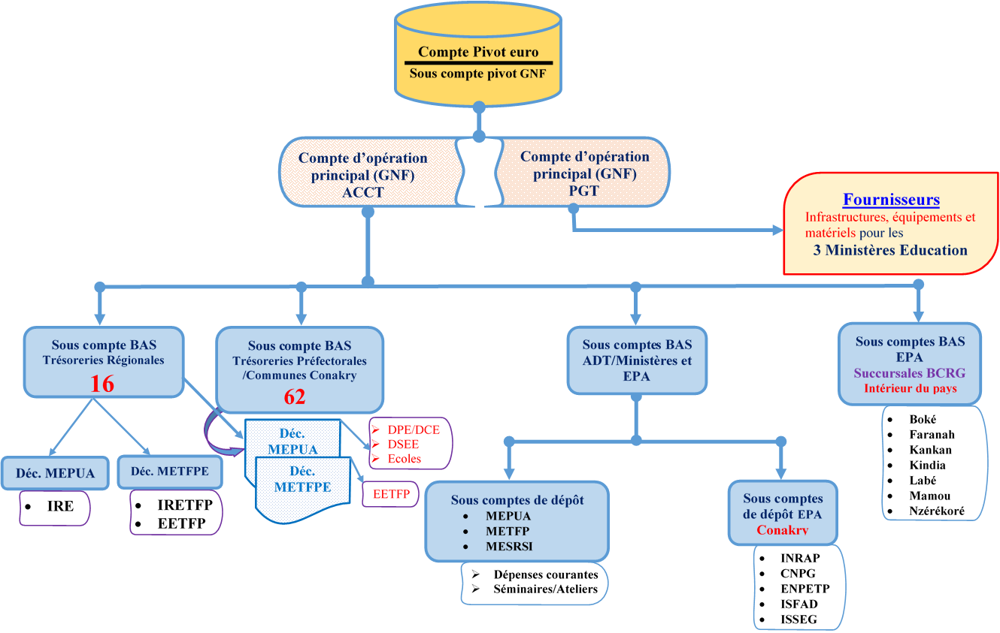 Compte Pivot euro
Sous compte pivot GNF
Compte d’opération
principal (GNF)
ACCT
Compte d’opération
principal (GNF)
PGT
Fournisseurs
Infrastructures, équipements et
matériels pour les
3 Ministères Education
Sous compte BAS
Trésoreries Régionales
16
Sous compte BAS
Trésoreries Préfectorales
/Communes Conakry
62
Sous comptes BAS
ADT/Ministères et
EPA
Sous comptes BAS
EPA
Succursales BCRG
Intérieur du pays
• Boké
• Faranah
• Kankan
• Kindia
• Labé
• Mamou
• Nzérékoré
Déc. MEPUA
• IRE
Déc. METFPE
• IRETFP
• EETFP
Déc.
MEPUA
Déc.
METFPE
➢ DPE/DCE
➢ DSEE
➢ Ecoles
EETFP
Sous comptes de dépôt
• MEPUA
• METFP
• MESRSI
➢ Dépenses courantes
➢ Séminaires/Ateliers
Sous comptes
de dépôt EPA
Conakry
• INRAP
• CNPG
• ENPETP
• ISFAD
• ISSEG